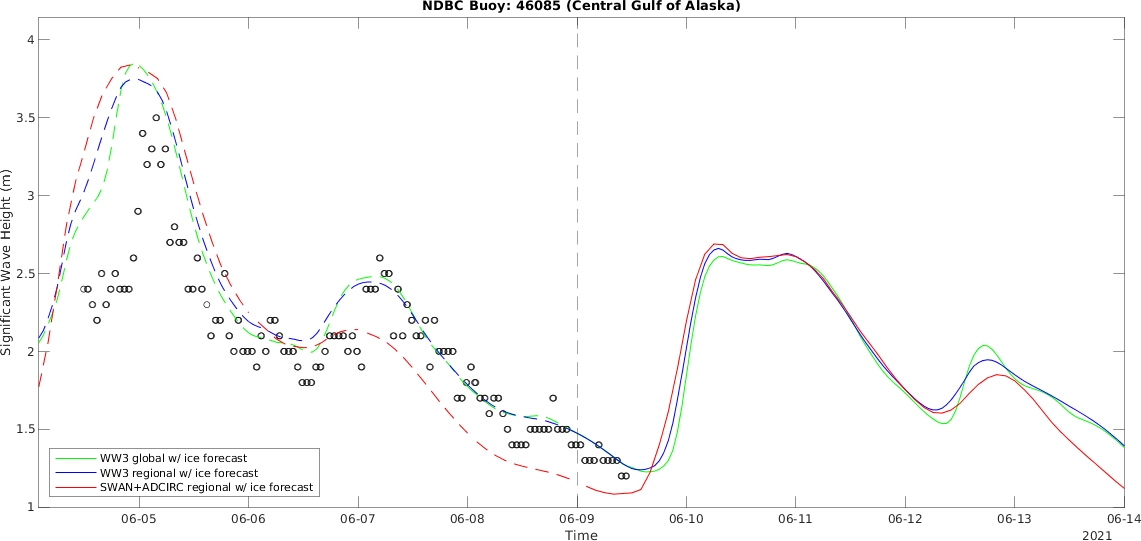 NDBC Buoy: 46085 (Central Gulf of Alaska)
4
3.5
3
2.5
2
1.5
1
Significant Wave Height (m)
WW3 global w/ ice forecast
WW3 regional w/ ice forecast
SWAN+ADCIRC regional w/ ice forecast
06-05 06-06 06-07 06-08 06-09 06-10 06-11 06-12 06-13 06-14
Time
2021